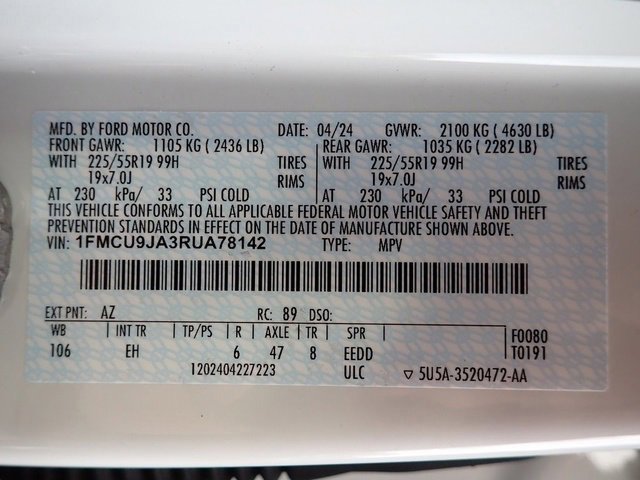 MFD. BY FORD MOTOR CO. DATE: 04/24 GVWR: 2100 KG ( 4630 LB)
FRONT GAWR: 1105 KG ( 2436 LB) REAR GAWR: 1035 KG ( 2282 LB)
WITH 225/55R19 99H TIRES WITH 225/55R19 99H TIRES
19x7.0J RIMS 19x7.0J RIMS
AT 230 kPa/ 33 PSI COLD AT 230 kPa/ 33 PSI COLD
THIS VEHICLE CONFORMS TO ALL APPLICABLE FEDERAL MOTOR VEHICLE SAFETY AND THEFT
PREVENTION STANDARDS IN EFFECT ON THE DATE OF MANUFACTURE SHOWN ABOVE.
VIN: 1FMCU9JA3RUA78142 TYPE: MPV
EXT PNT: AZ RC: 89 DSO:
WB INT TR TP/PS R AXLE TR SPR F0080
106 EH 6 47 8 EEDD T0191
1202404227223 ULC ▽ 5U5A-3520472-AA